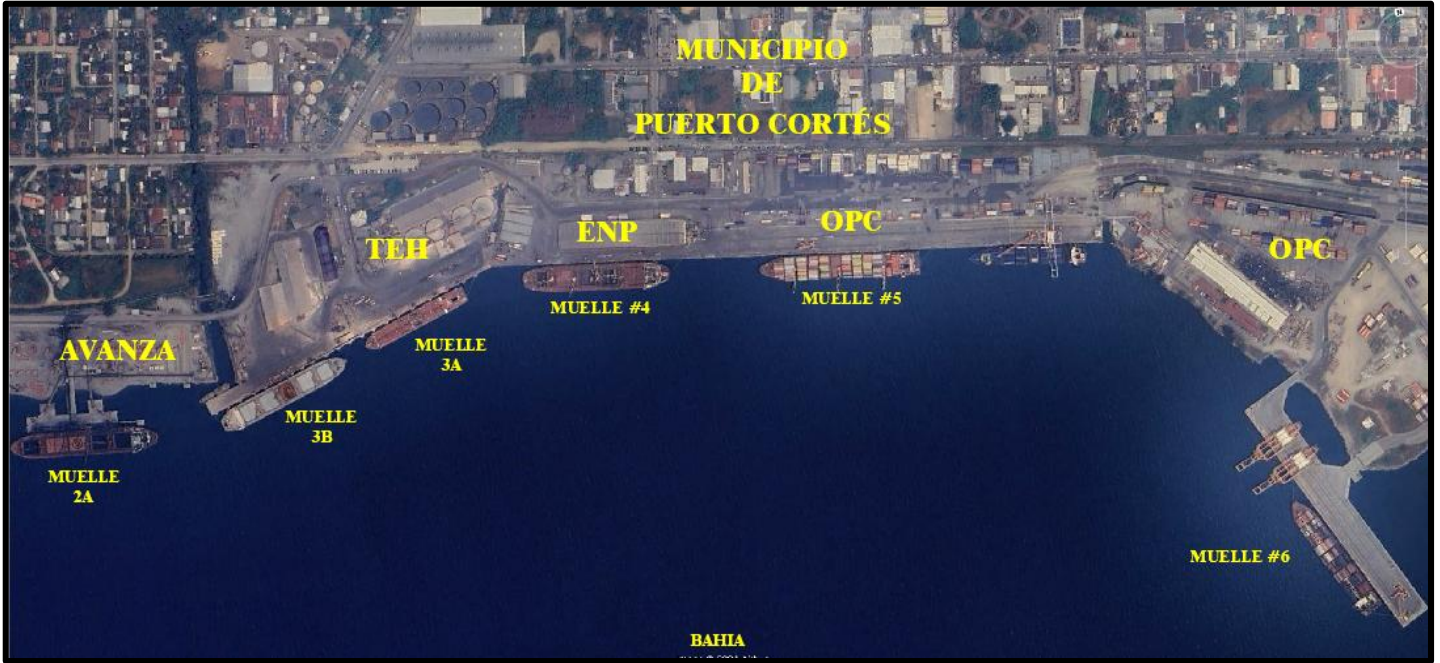 MUNICIPIO
DE
PUERTO CORTÉS
TEH
ENP
OPC
OPC
AVANZA
MUELLE #4
MUELLE #5
MUELLE
3A
MUELLE
3B
MUELLE
2A
MUELLE #6
BAHIA